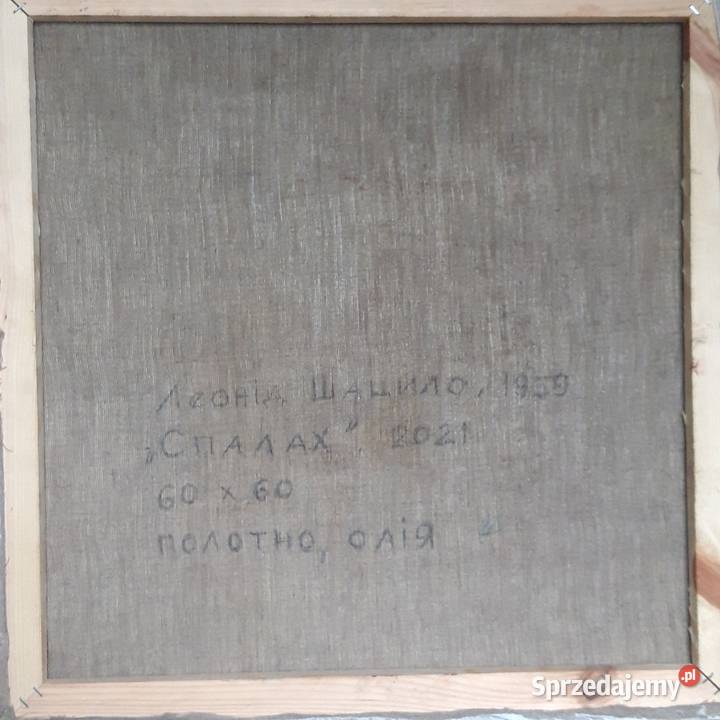 Леонід Шацило, 1959
„Спалах", 2021
60 х 60
полотно, олія
Sprzedajemy.pl